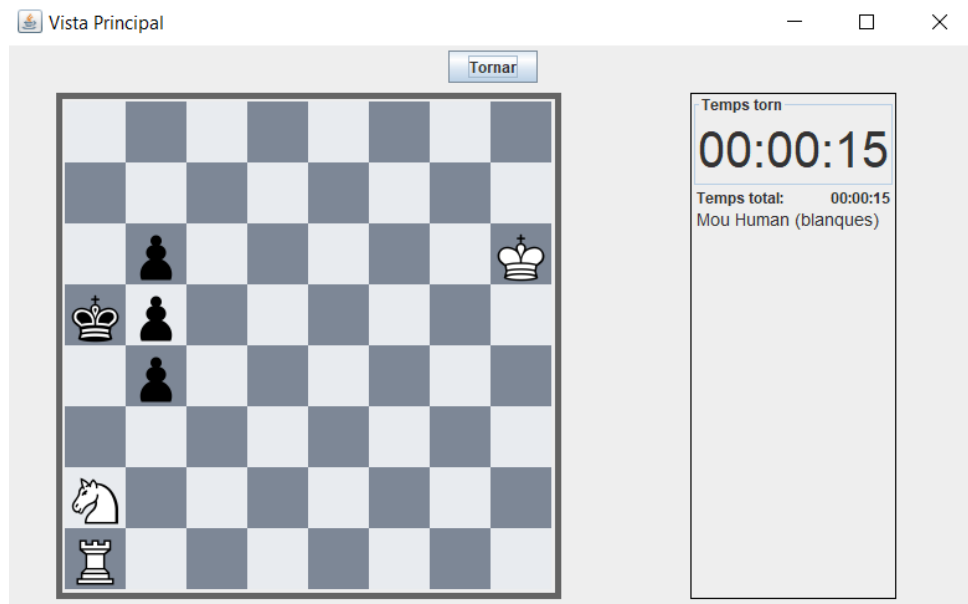 Vista Principal
Tornar
Temps torn
00:00:15
Temps total: 00:00:15
Mou Human (blanques)